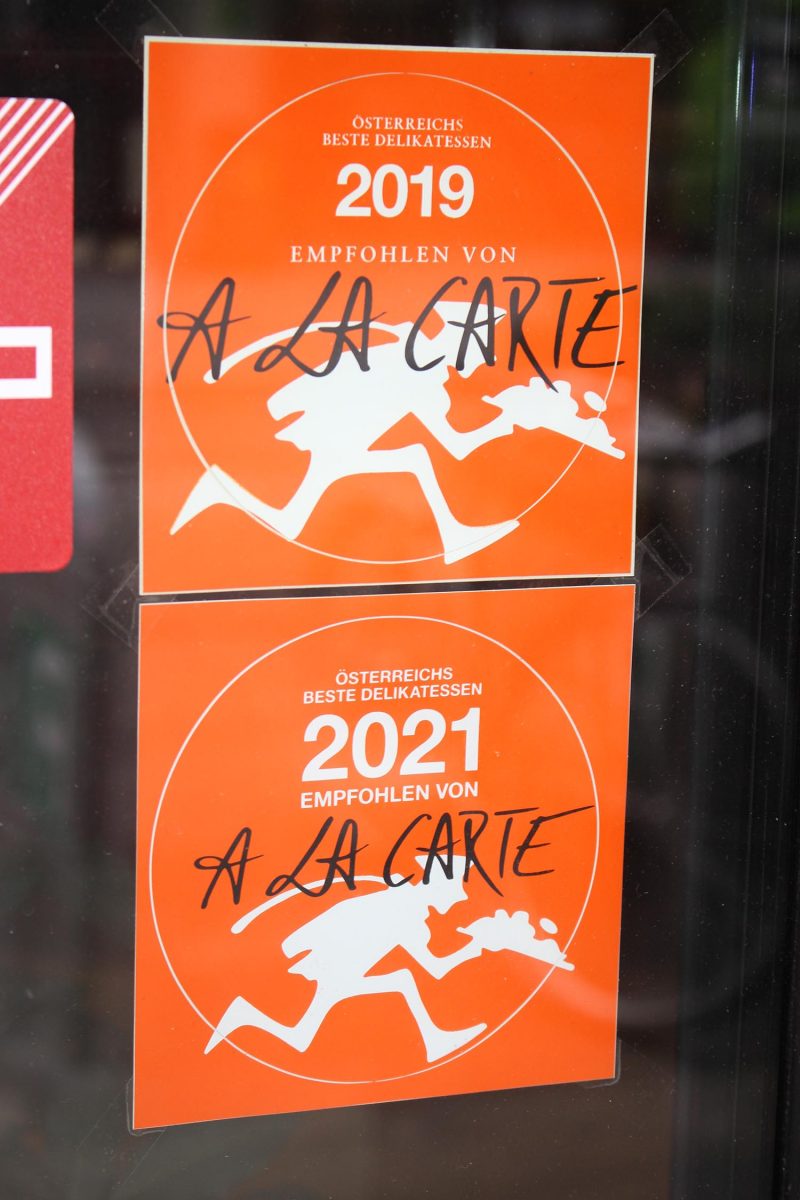 ÖSTERREICHS
BESTE DELIKATESSEN
2019
EMPFOHLEN VON
A LA CARTE
ÖSTERREICHS
BESTE DELIKATESSEN
2021
EMPFOHLEN VON
A LA CARTE